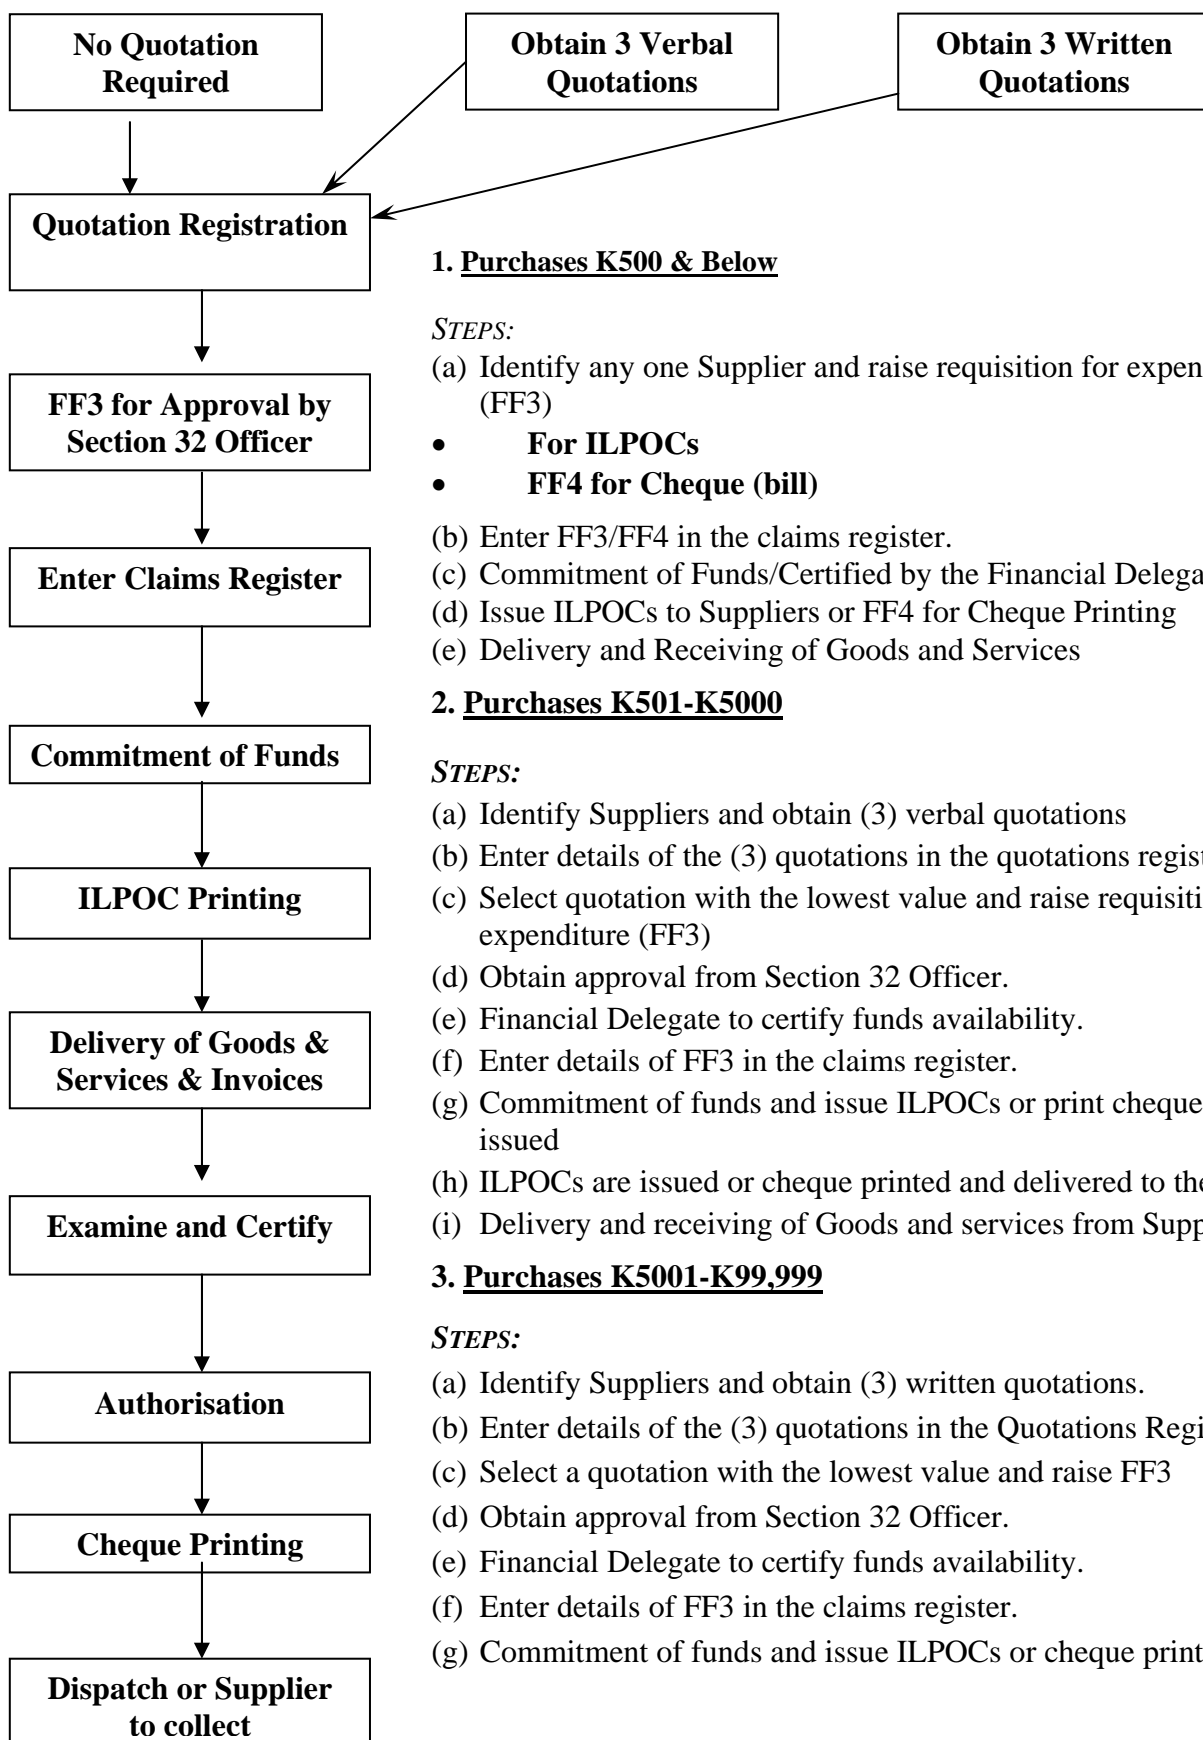 No Quotation
Required
Obtain 3 Verbal
Quotations
Obtain 3 Written
Quotations
Quotation Registration
FF3 for Approval by
Section 32 Officer
Enter Claims Register
Commitment of Funds
ILPOC Printing
Delivery of Goods &
Services & Invoices
Examine and Certify
Authorisation
Cheque Printing
Dispatch or Supplier
to collect
1. Purchases K500 & Below
STEPS:
(a) Identify any one Supplier and raise requisition for expen
(FF3)
• For ILPOCs
• FF4 for Cheque (bill)
(b) Enter FF3/FF4 in the claims register.
(c) Commitment of Funds/Certified by the Financial Delega
(d) Issue ILPOCs to Suppliers or FF4 for Cheque Printing
(e) Delivery and Receiving of Goods and Services
2. Purchases K501-K5000
STEPS:
(a) Identify Suppliers and obtain (3) verbal quotations
(b) Enter details of the (3) quotations in the quotations regist
(c) Select quotation with the lowest value and raise requisiti
expenditure (FF3)
(d) Obtain approval from Section 32 Officer.
(e) Financial Delegate to certify funds availability.
(f) Enter details of FF3 in the claims register.
(g) Commitment of funds and issue ILPOCs or print cheque
issued
(h) ILPOCs are issued or cheque printed and delivered to the
(i) Delivery and receiving of Goods and services from Supp
3. Purchases K5001-K99,999
STEPS:
(a) Identify Suppliers and obtain (3) written quotations.
(b) Enter details of the (3) quotations in the Quotations Regi
(c) Select a quotation with the lowest value and raise FF3
(d) Obtain approval from Section 32 Officer.
(e) Financial Delegate to certify funds availability.
(f) Enter details of FF3 in the claims register.
(g) Commitment of funds and issue ILPOCs or cheque print